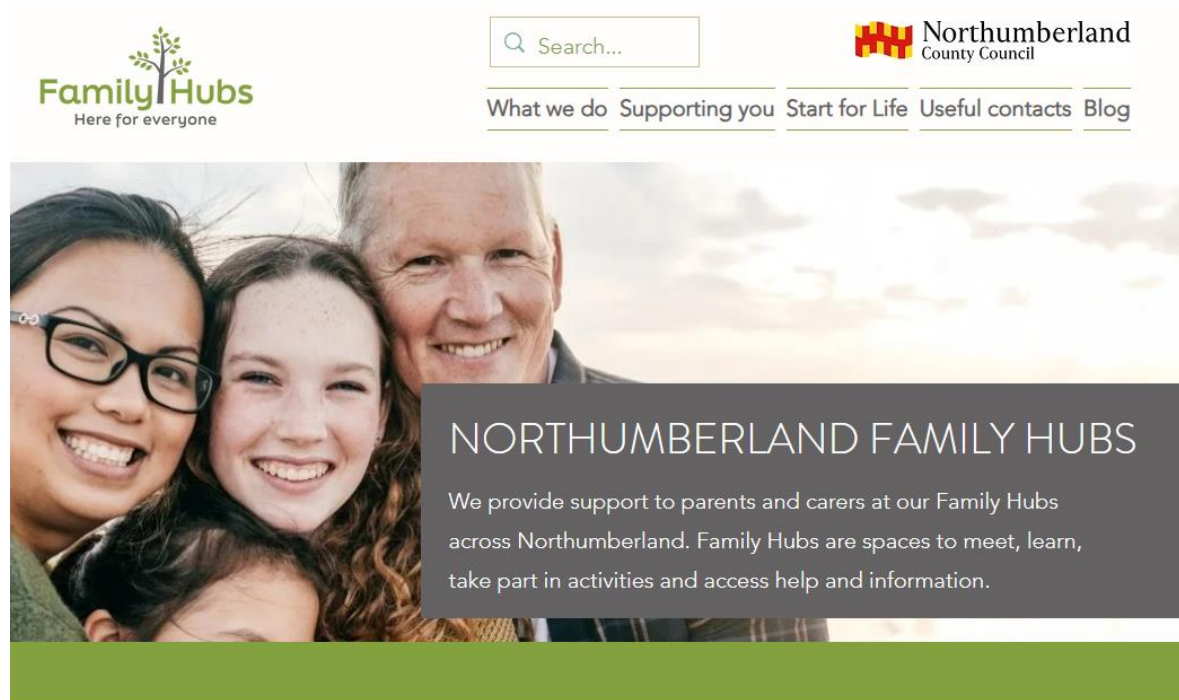 Family Hubs
Here for everyone
Search...
Northumberland
County Council
What we do Supporting you Start for Life Useful contacts Blog
NORTHUMBERLAND FAMILY HUBS
We provide support to parents and carers at our Family Hubs
across Northumberland. Family Hubs are spaces to meet, learn,
take part in activities and access help and information.